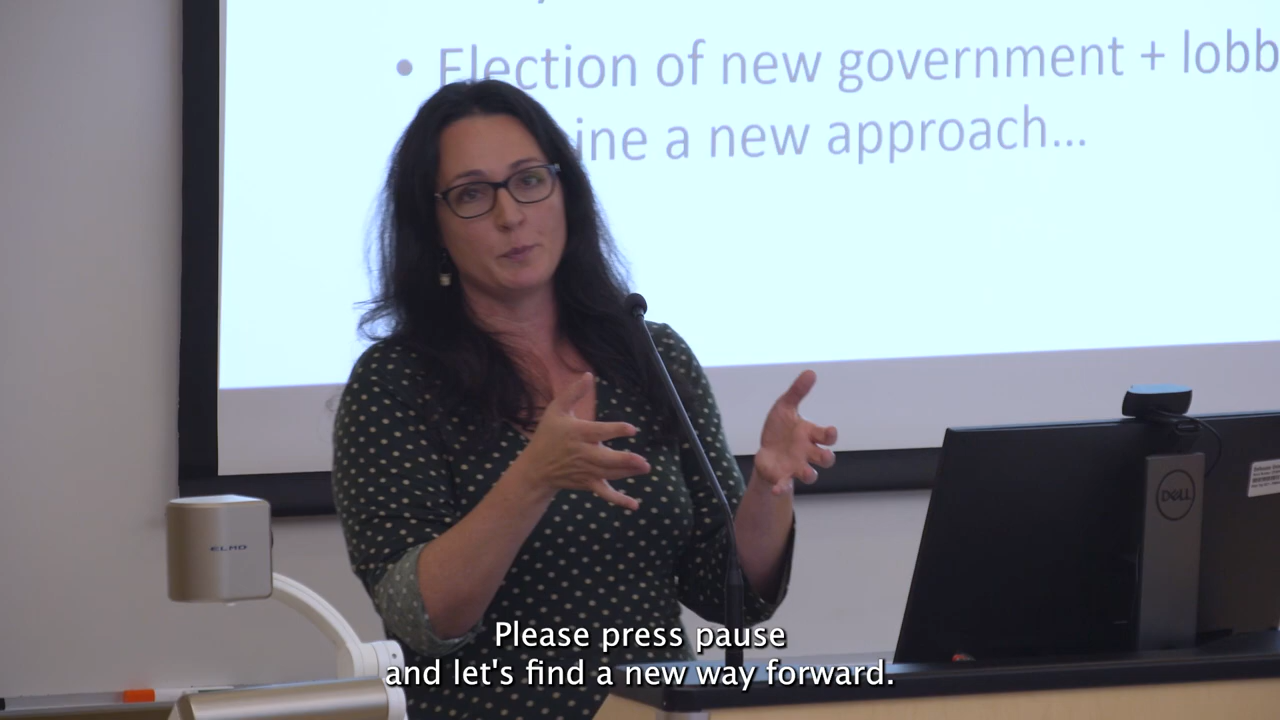 • Election of new government + lobb
ine a new approach...
ELMO
DELL
Please press pause
and let's find a new way forward.